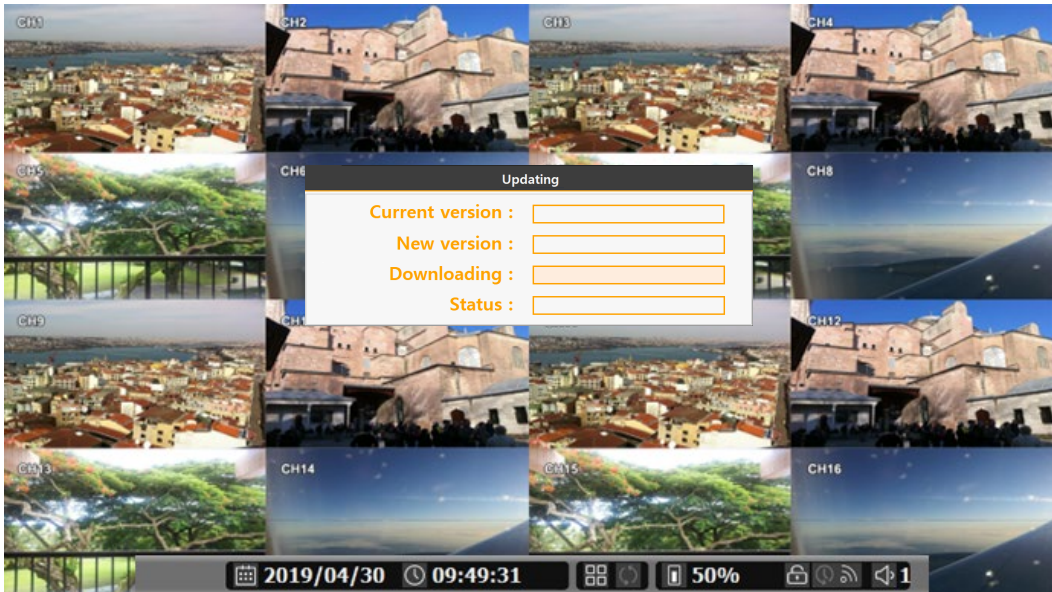 CH1
CH2
CH3
CH4
CH5
CH6
CH8
Updating
Current version :
New version :
Downloading :
Status :
CH9
CH12
CH13
CH14
CH15
CH16
2019/04/30 09:49:31 50% 1